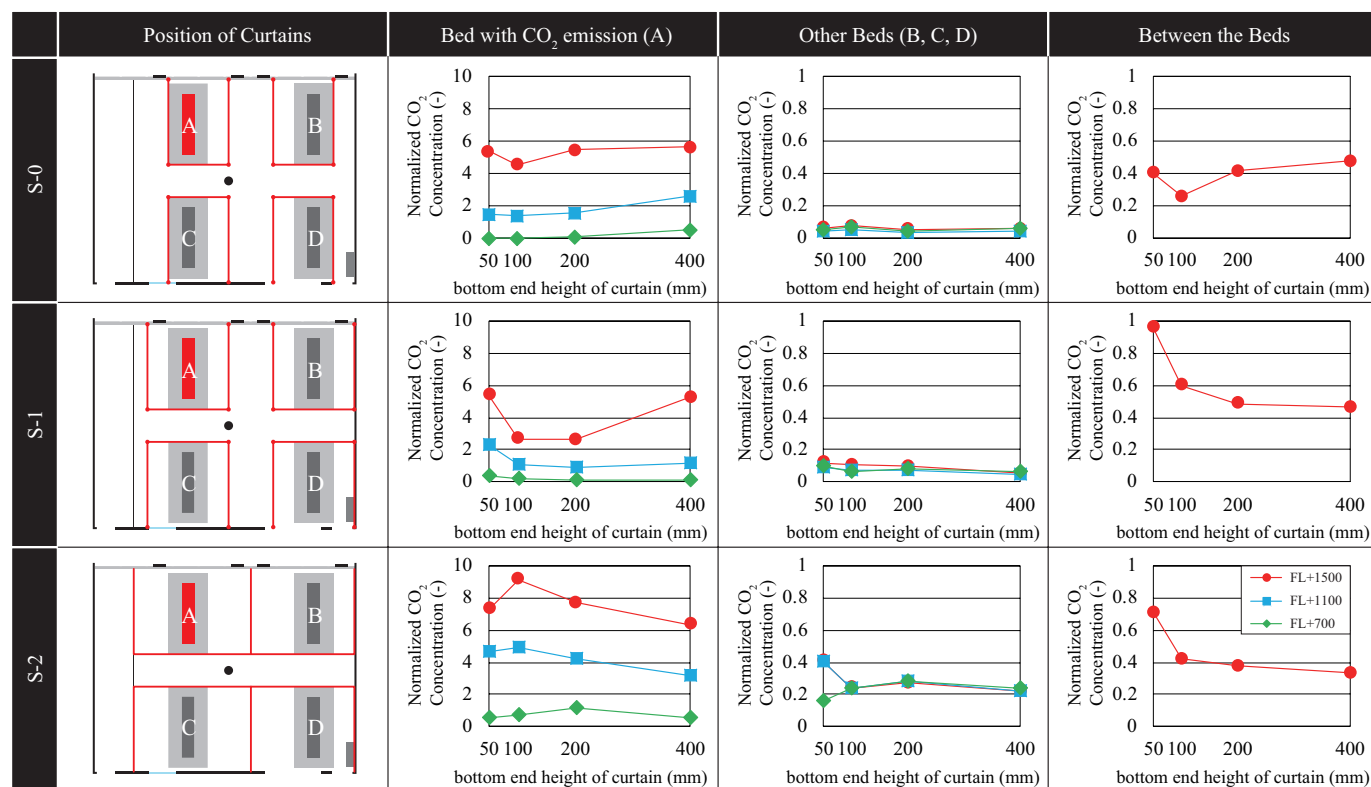 Position of Curtains
Bed with CO2 emission (A)
Other Beds (B, C, D)
Between the Beds
S-0
A
B
C
D
Normalized CO2
Concentration (-)
10
8
6
4
2
0
50 100 200 400
bottom end height of curtain (mm)
Normalized CO2
Concentration (-)
1
0.8
0.6
0.4
0.2
0
50 100 200 400
bottom end height of curtain (mm)
Normalized CO2
Concentration (-)
1
0.8
0.6
0.4
0.2
0
50 100 200 400
bottom end height of curtain (mm)
S-1
A
B
C
D
Normalized CO2
Concentration (-)
10
8
6
4
2
0
50 100 200 400
bottom end height of curtain (mm)
Normalized CO2
Concentration (-)
1
0.8
0.6
0.4
0.2
0
50 100 200 400
bottom end height of curtain (mm)
Normalized CO2
Concentration (-)
1
0.8
0.6
0.4
0.2
0
50 100 200 400
bottom end height of curtain (mm)
S-2
A
B
C
D
Normalized CO2
Concentration (-)
10
8
6
4
2
0
50 100 200 400
bottom end height of curtain (mm)
Normalized CO2
Concentration (-)
1
0.8
0.6
0.4
0.2
0
50 100 200 400
bottom end height of curtain (mm)
Normalized CO2
Concentration (-)
1
0.8
0.6
0.4
0.2
0
FL+1500
FL+1100
FL+700
50 100 200 400
bottom end height of curtain (mm)